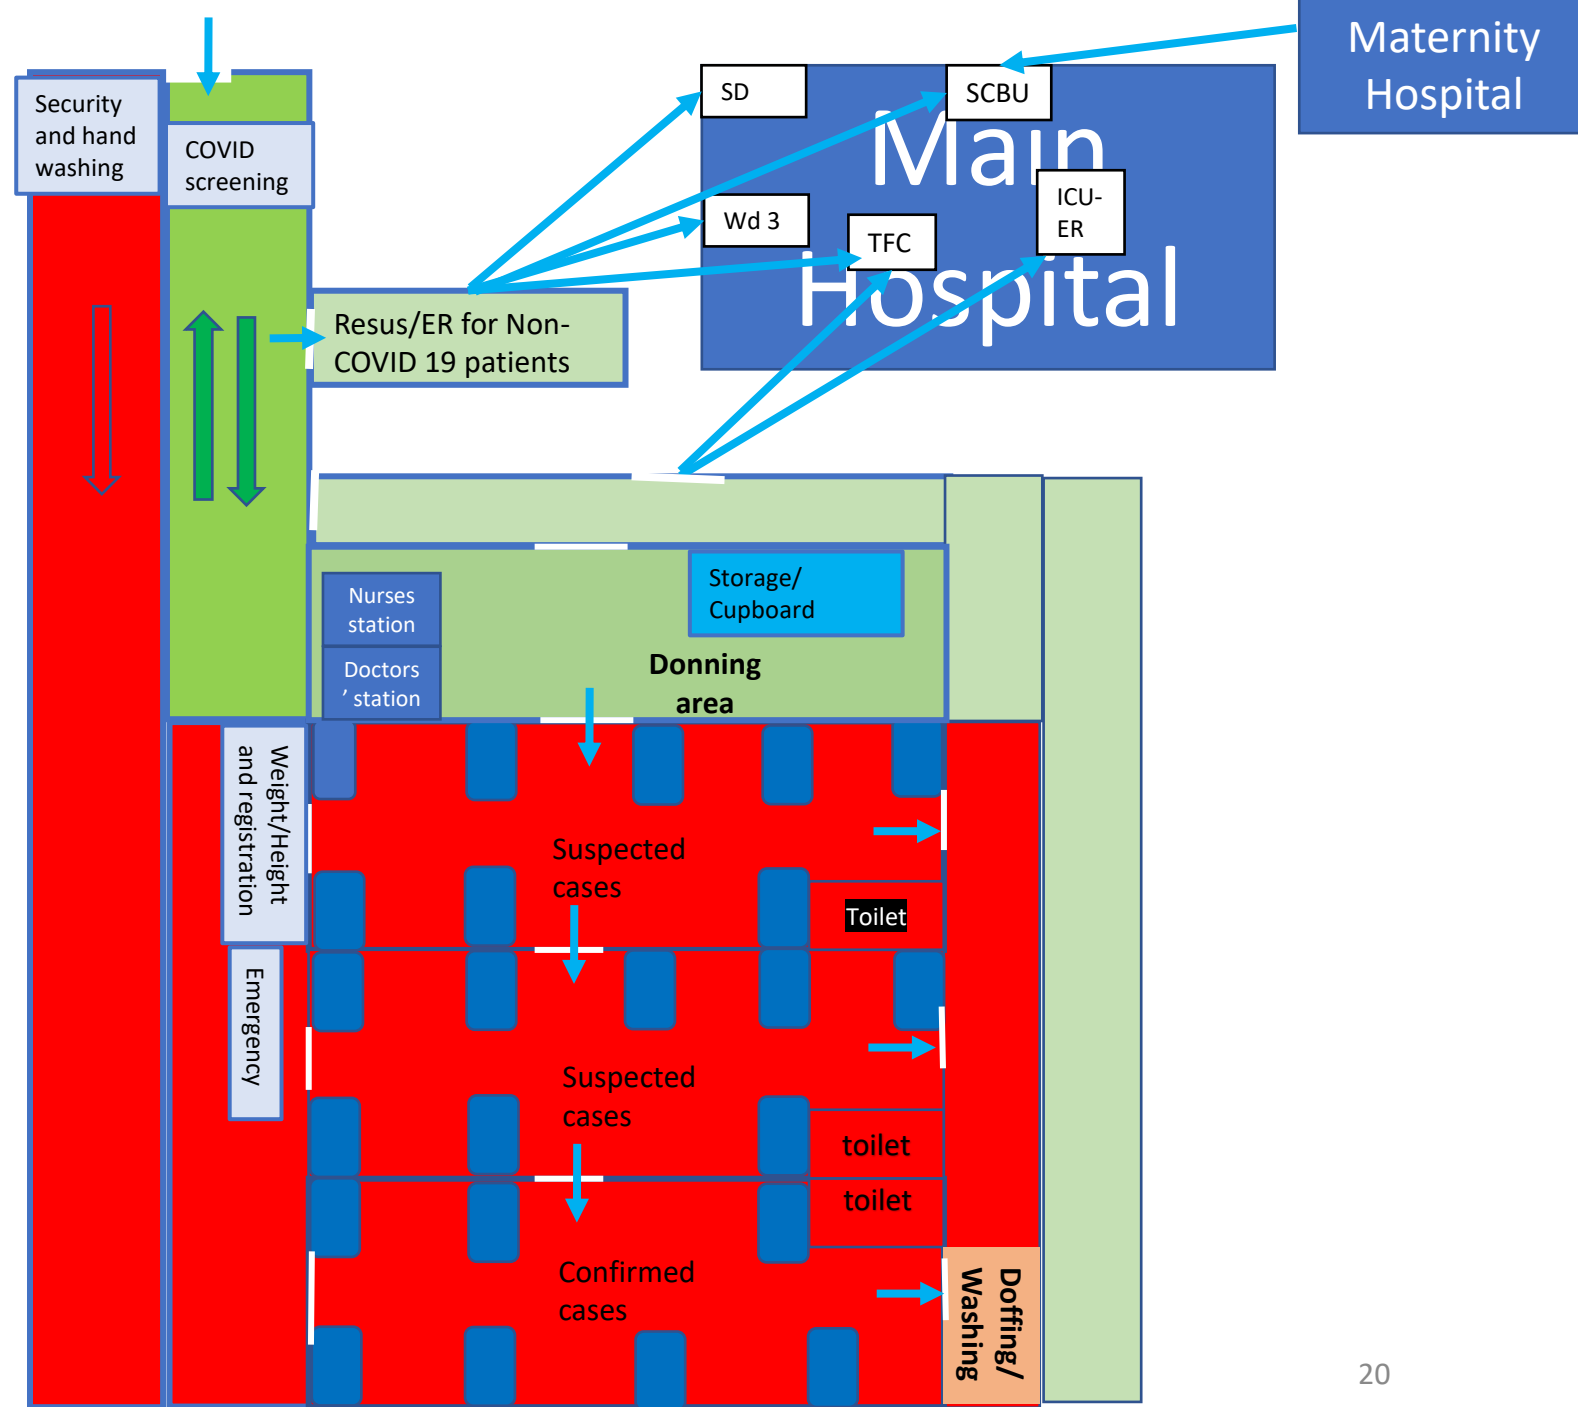 Maternity
Hospital
Security
and hand
washing
COVID
screening
SD
SCBU
Main
Hospital
Wd 3
TFC
ICU-
ER
Resus/ER for Non-
COVID 19 patients
Nurses
station
Doctors
’ station
Storage/
Cupboard
Donning
area
Weight/Height
and registration
Emergency
Suspected
cases
Toilet
Suspected
cases
toilet
toilet
Confirmed
cases
Doffing/
Washing
20